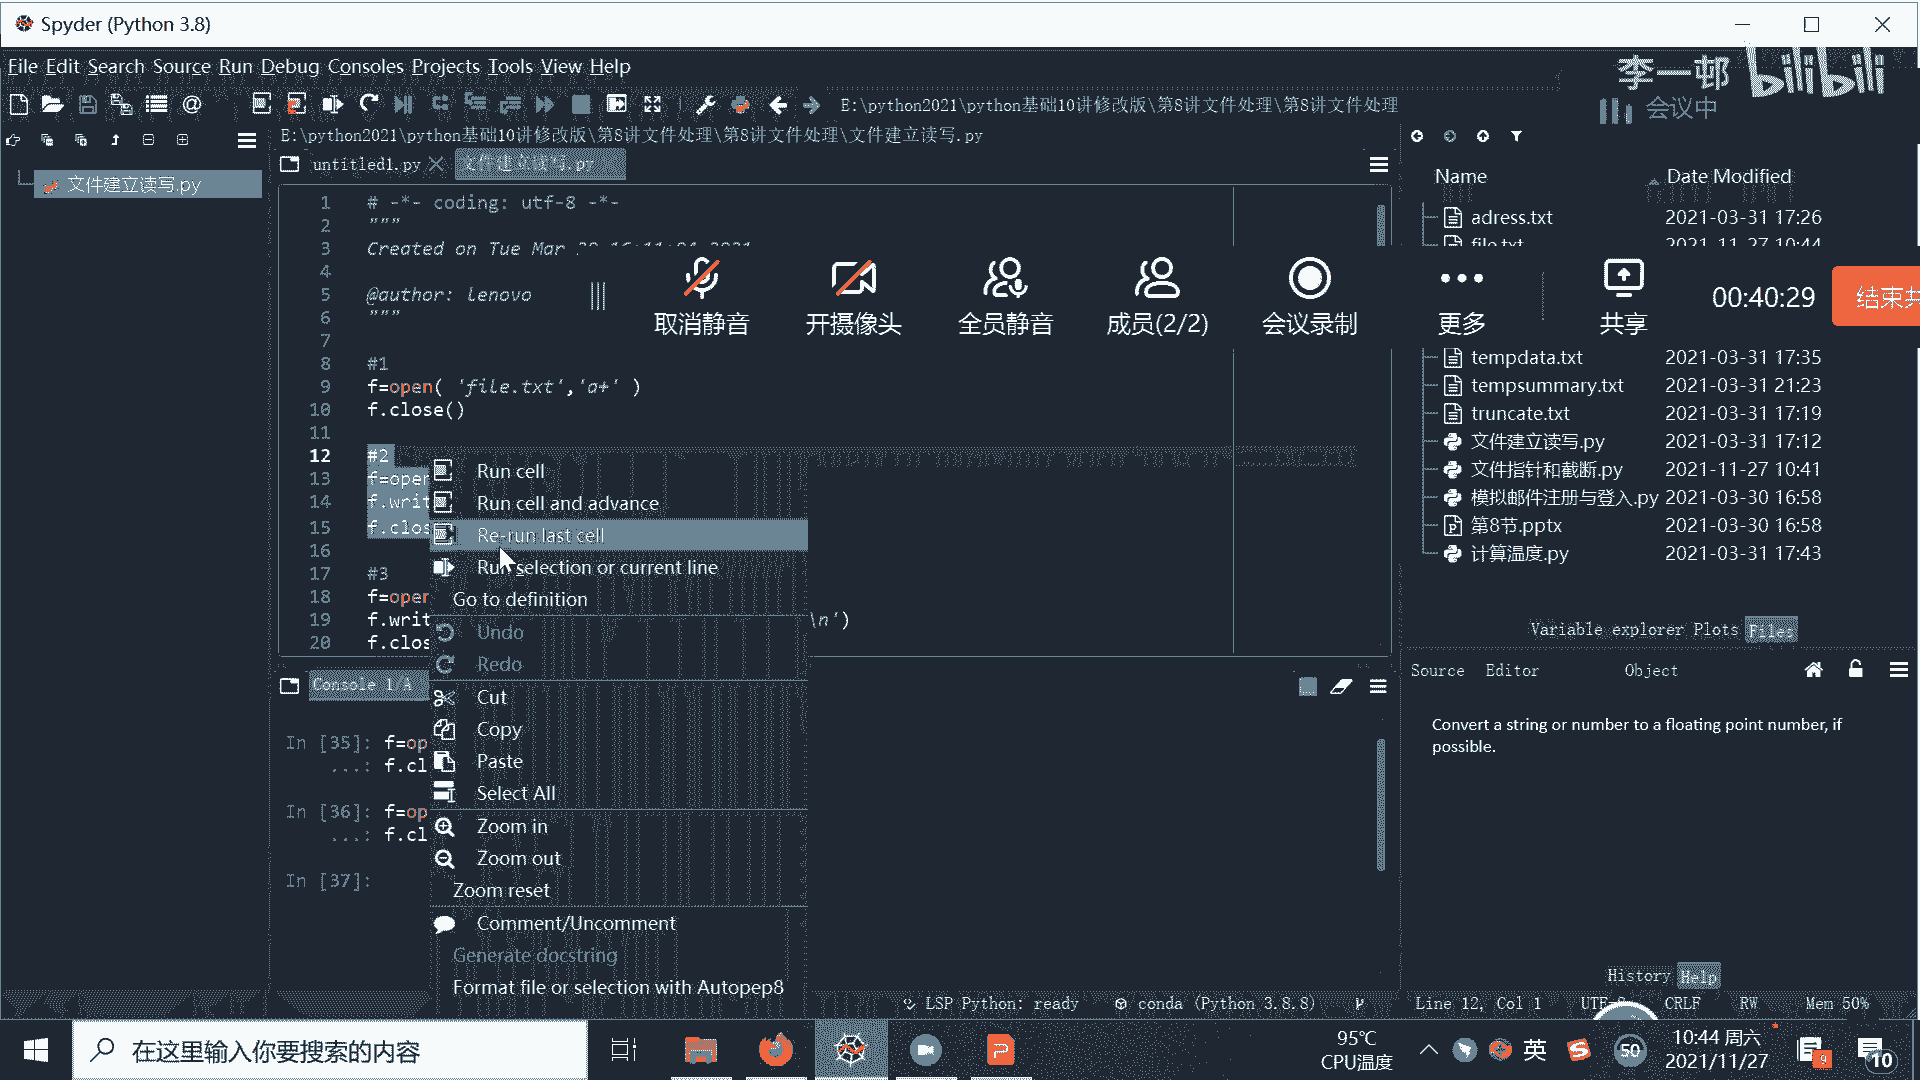 Spyder (Python 3.8)
File Edit Search Source Run Debug Consoles Projects Tools View Help
李一邨 bilibili
会议中
E:\python2021\python基础10讲修改版\第8讲文件处理\第8讲文件处理
E:\python2021\python基础10讲修改版\第8讲文件处理\第8讲文件处理\文件建立读写.py
untitled1.py
文件建立读写.py
文件建立读写.py
1 # -*- coding: utf-8 -*-
2 """
3 Created on Tue Mar
4
5 @author: lenovo
6 """
7
8 #1
9 f=open( 'file.txt','a+' )
10 f.close()
11
12 #2
13 f=open
14 f.writ
15 f.clos
16
17 #3
18 f=open
19 f.writ \n')
20 f.clos
取消静音
开摄像头
全员静音
成员(2/2)
会议录制
更多
共享
00:40:29
结束共
Run cell
Run cell and advance
Re-run last cell
Run selection or current line
Go to definition
Undo
Redo
Cut
Copy
Paste
Select All
Zoom in
Zoom out
Zoom reset
Comment/Uncomment
Generate docstring
Format file or selection with Autopep8
Console 1/A
In [35]: f=op
...: f.cl
In [36]: f=op
...: f.cl
In [37]:
Name Date Modified
adress.txt 2021-03-31 17:26
file.txt 2021-11-27 10:44
tempdata.txt 2021-03-31 17:35
tempsummary.txt 2021-03-31 21:23
truncate.txt 2021-03-31 17:19
文件建立读写.py 2021-03-31 17:12
文件指针和截断.py 2021-11-27 10:41
模拟邮件注册与登入.py 2021-03-30 16:58
第8节.pptx 2021-03-30 16:58
计算温度.py 2021-03-31 17:43
Variable explorer Plots Files
Source Editor Object
Convert a string or number to a floating point number, if
possible.
History Help
LSP Python: ready conda (Python 3.8.8) Line 12, Col 1 UTF-8 CRLF RW Mem 50%
在这里输入你要搜索的内容
95℃
CPU温度
英
50
10:44 周六
2021/11/27
9
10